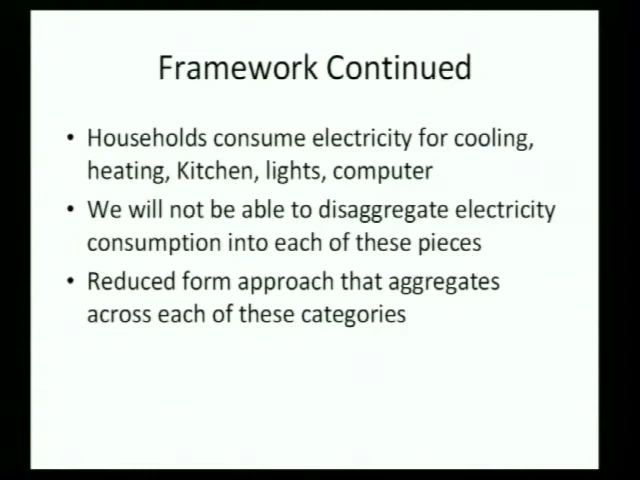 Framework Continued
• Households consume electricity for cooling,
heating, Kitchen, lights, computer
• We will not be able to disaggregate electricity
consumption into each of these pieces
• Reduced form approach that aggregates
across each of these categories